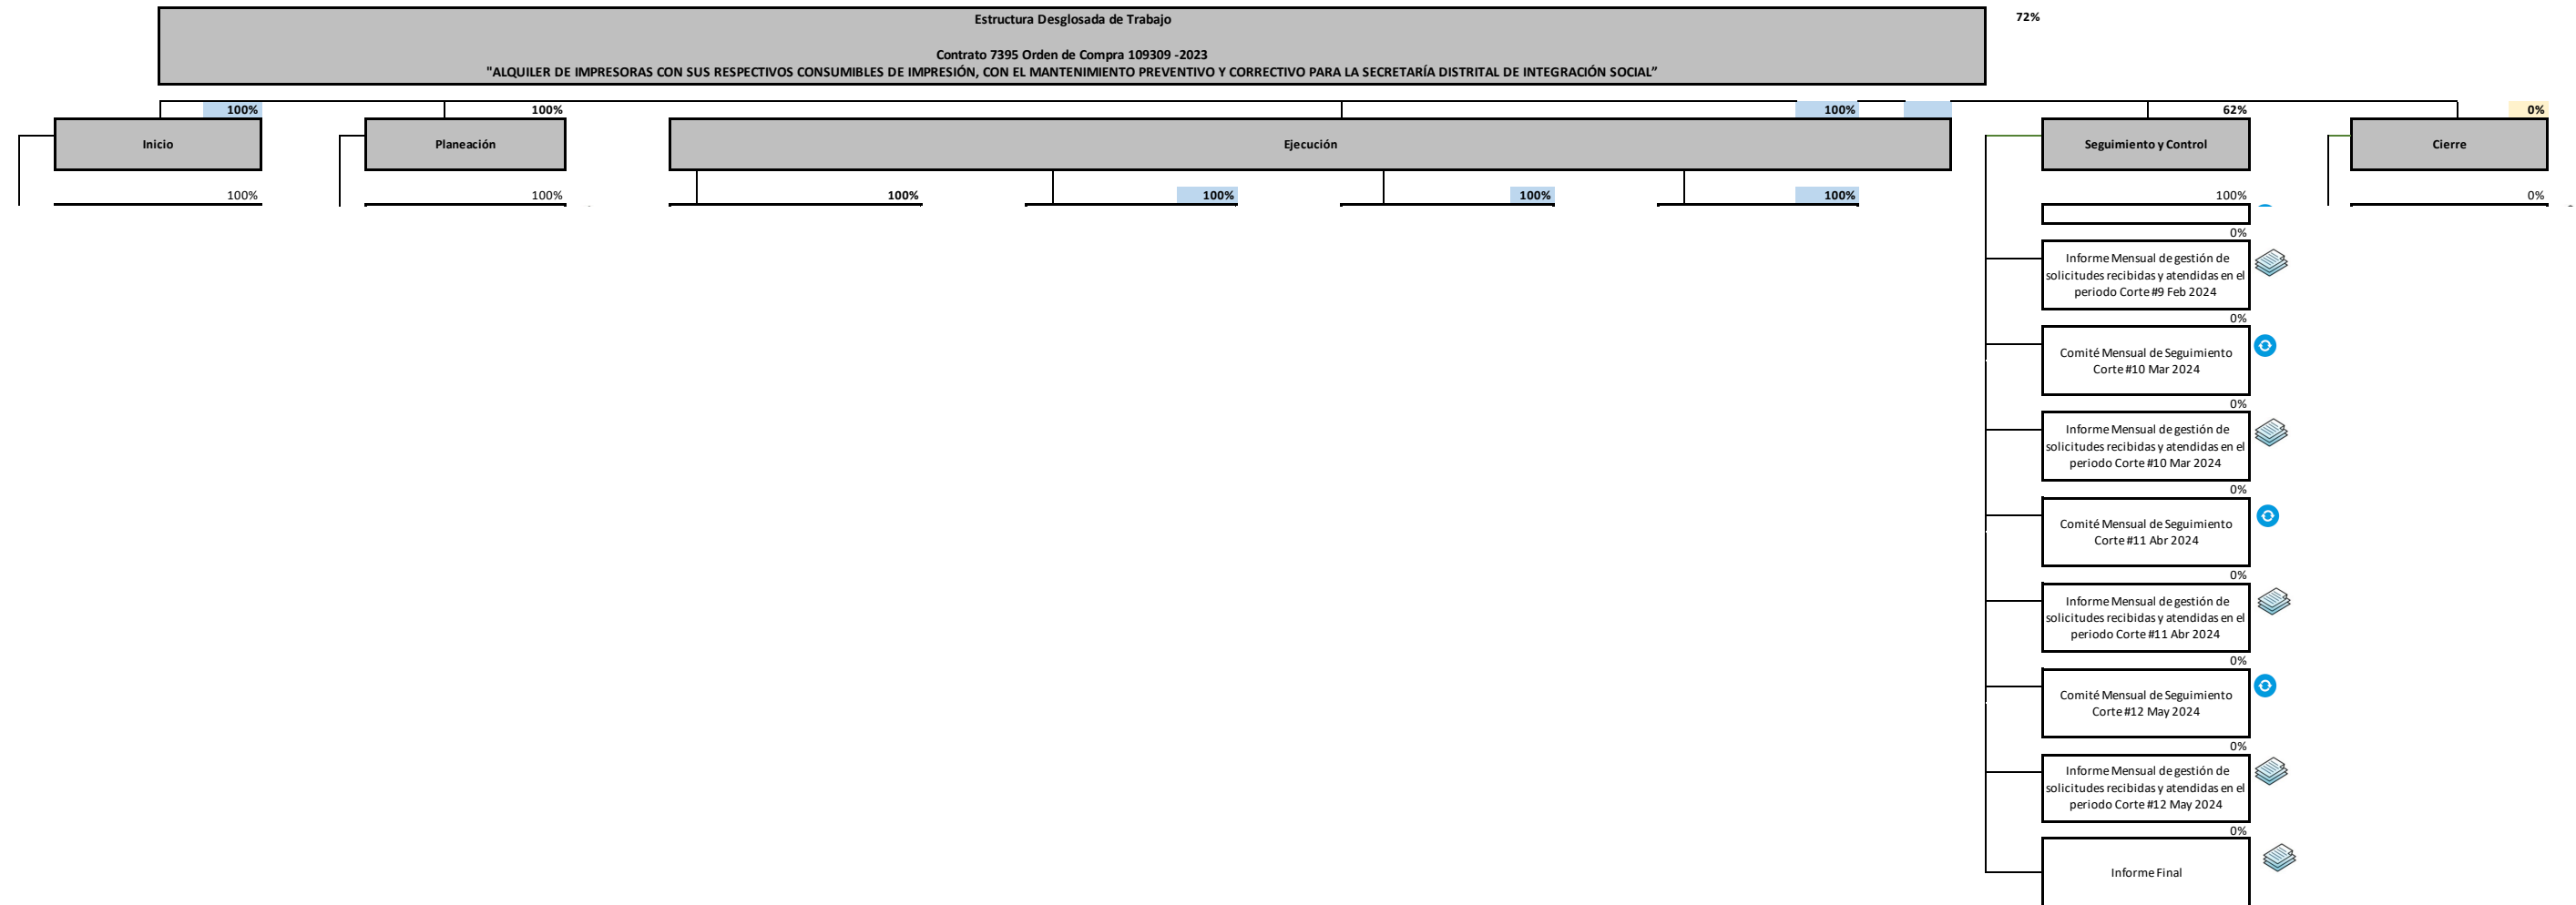 Estructura Desglosada de Trabajo
72%
Contrato 7395 Orden de Compra 109309 -2023
"ALQUILER DE IMPRESORAS CON SUS RESPECTIVOS CONSUMIBLES DE IMPRESIÓN, CON EL MANTENIMIENTO PREVENTIVO Y CORRECTIVO PARA LA SECRETARÍA DISTRITAL DE INTEGRACIÓN SOCIAL”
100%
100%
100%
62%
0%
Inicio
Planeación
Ejecución
Seguimiento y Control
Cierre
100%
100%
100%
100%
100%
100%
100%
0%
0%
Informe Mensual de gestión de
solicitudes recibidas y atendidas en el
periodo Corte #9 Feb 2024
0%
Comité Mensual de Seguimiento
Corte #10 Mar 2024
0%
Informe Mensual de gestión de
solicitudes recibidas y atendidas en el
periodo Corte #10 Mar 2024
0%
Comité Mensual de Seguimiento
Corte #11 Abr 2024
0%
Informe Mensual de gestión de
solicitudes recibidas y atendidas en el
periodo Corte #11 Abr 2024
0%
Comité Mensual de Seguimiento
Corte #12 May 2024
0%
Informe Mensual de gestión de
solicitudes recibidas y atendidas en el
periodo Corte #12 May 2024
0%
Informe Final